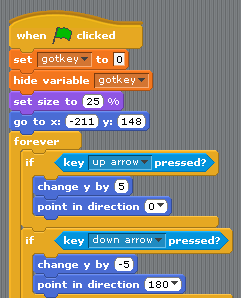 when clicked
set gotkey to 0
hide variable gotkey
set size to 25 %
go to x: -211 y: 148
forever
if key up arrow pressed?
change y by 5
point in direction 0
if key down arrow pressed?
change y by -5
point in direction 180